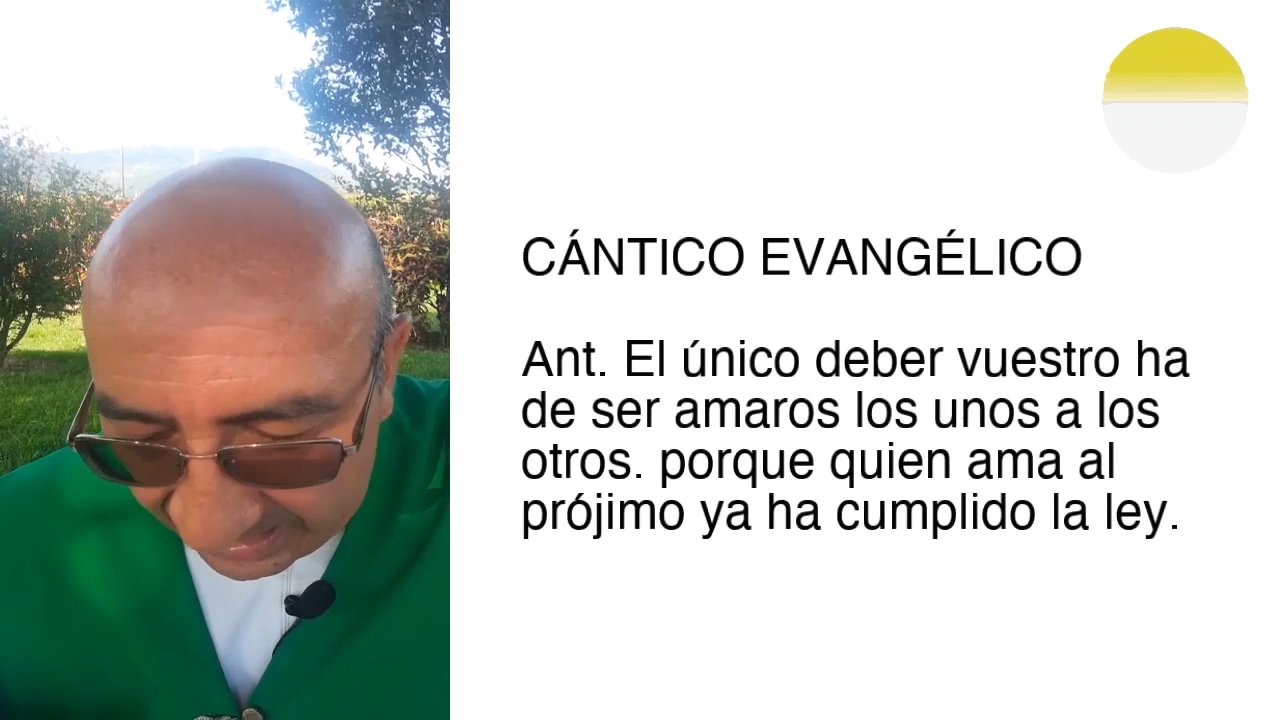 CÁNTICO EVANGÉLICO
Ant. El único deber vuestro ha
de ser amaros los unos a los
otros. porque quien ama al
prójimo ya ha cumplido la ley.